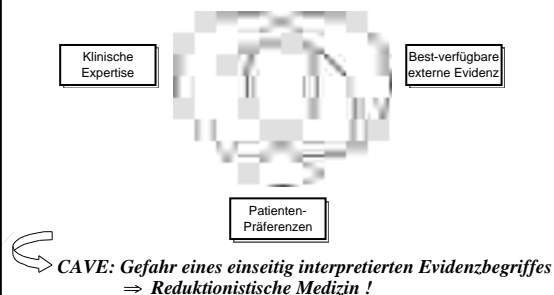 Klinische
Expertise
Best-verfügbare
externe Evidenz
Patienten-
Präferenzen
CAVE: Gefahr eines einseitig interpretierten Evidenzbegriffes
⇒ Reduktionistische Medizin !